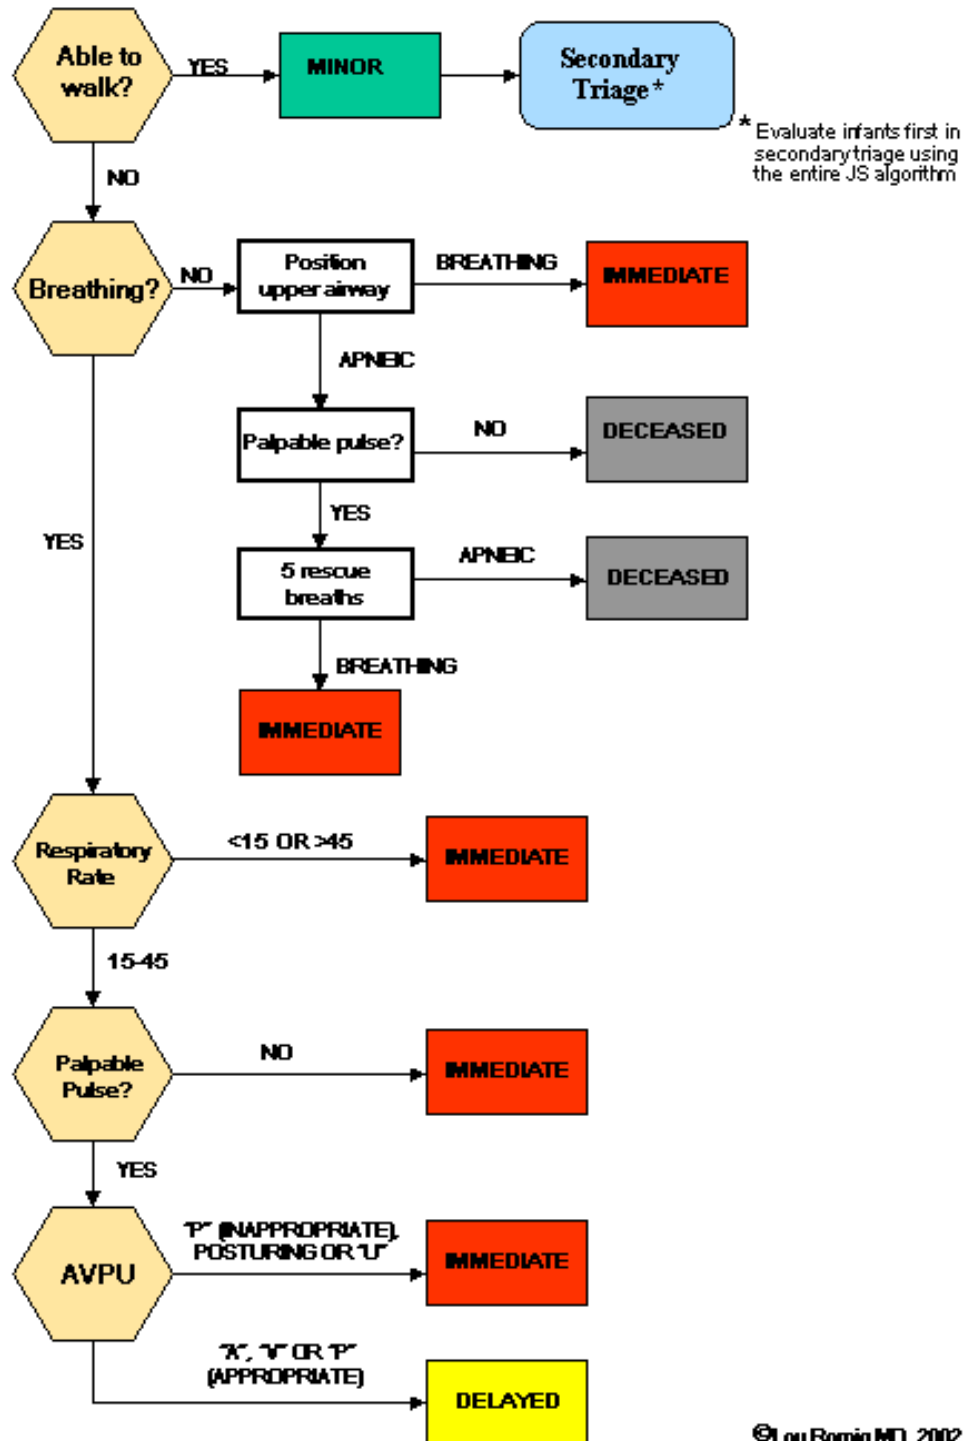 Able to
walk?
YES
MINOR
Secondary
Triage*
* Evaluate infants first in
secondary triage using
the entire JS algorithm
NO
Breathing?
NO
Position
upper airway
BREATHING
IMMEDIATE
APNEIC
Palpable pulse?
NO
DECEASED
YES
YES
5 rescue
breaths
APNEIC
DECEASED
BREATHING
IMMEDIATE
Respiratory
Rate
<15 OR >45
IMMEDIATE
15-45
Palpable
Pulse?
NO
IMMEDIATE
YES
AVPU
"P" (INAPPROPRIATE),
POSTURING OR "U"
IMMEDIATE
"A", "V" OR "P"
(APPROPRIATE)
DELAYED
©Lou Romig MD, 2002